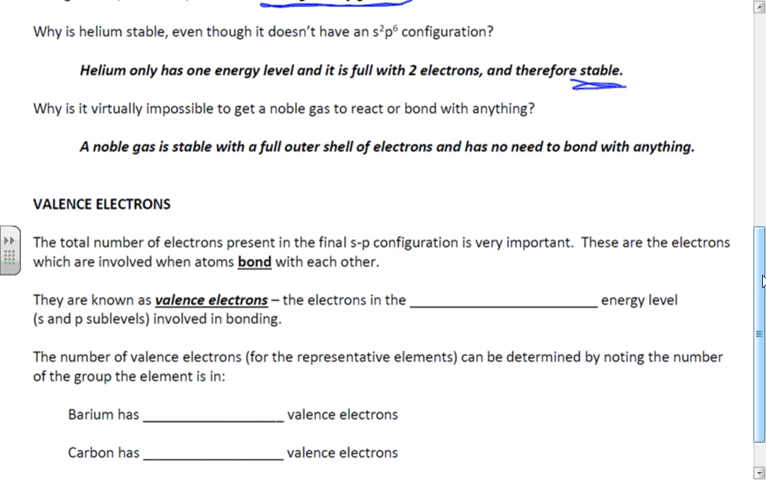 Why is helium stable, even though it doesn't have an s²p⁶ configuration?
Helium only has one energy level and it is full with 2 electrons, and therefore stable.
Why is it virtually impossible to get a noble gas to react or bond with anything?
A noble gas is stable with a full outer shell of electrons and has no need to bond with anything.
VALENCE ELECTRONS
The total number of electrons present in the final s-p configuration is very important. These are the electrons
which are involved when atoms bond with each other.
They are known as valence electrons – the electrons in the _________________________ energy level
(s and p sublevels) involved in bonding.
The number of valence electrons (for the representative elements) can be determined by noting the number
of the group the element is in:
Barium has ___________________ valence electrons
Carbon has ___________________ valence electrons